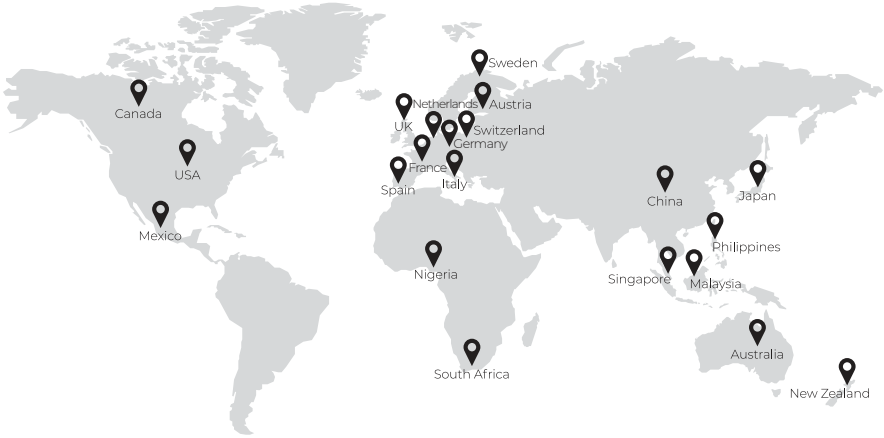 Sweden
Canada
Netherlands
Austria
UK
Switzerland
Germany
USA
France
Italy
Spain
China
Japan
Mexico
Philippines
Nigeria
Singapore
Malaysia
Australia
South Africa
New Zealand